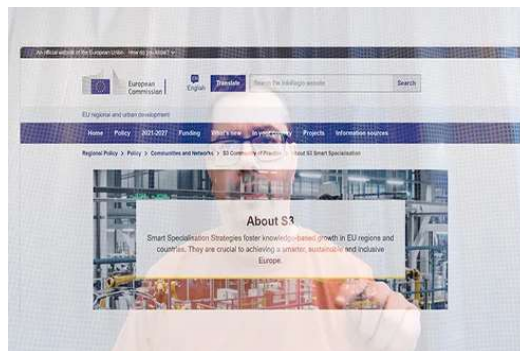 An official website of the European Union How do you know?
European
Commission
EN
English
Translate
Search the Inforegio website
Search
EU regional and urban development
Home Policy 2021-2027 Funding What's new In your country Projects Information sources
Regional Policy > Policy > Communities and Networks > S3 Community of Practice > About S3 Smart Specialisation
About S3
Smart Specialisation Strategies foster knowledge-based growth in EU regions and
countries. They are crucial to achieving a smarter, sustainable and inclusive
Europe.